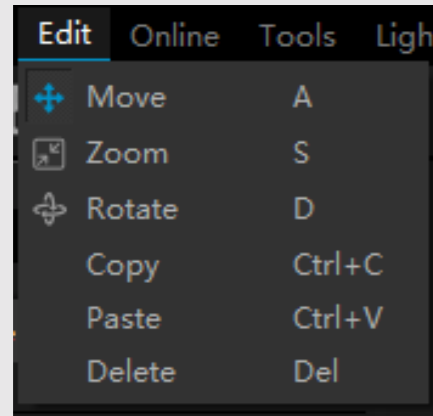 Edit Online Tools Ligh
Move A
Zoom S
Rotate D
Copy Ctrl+C
Paste Ctrl+V
Delete Del